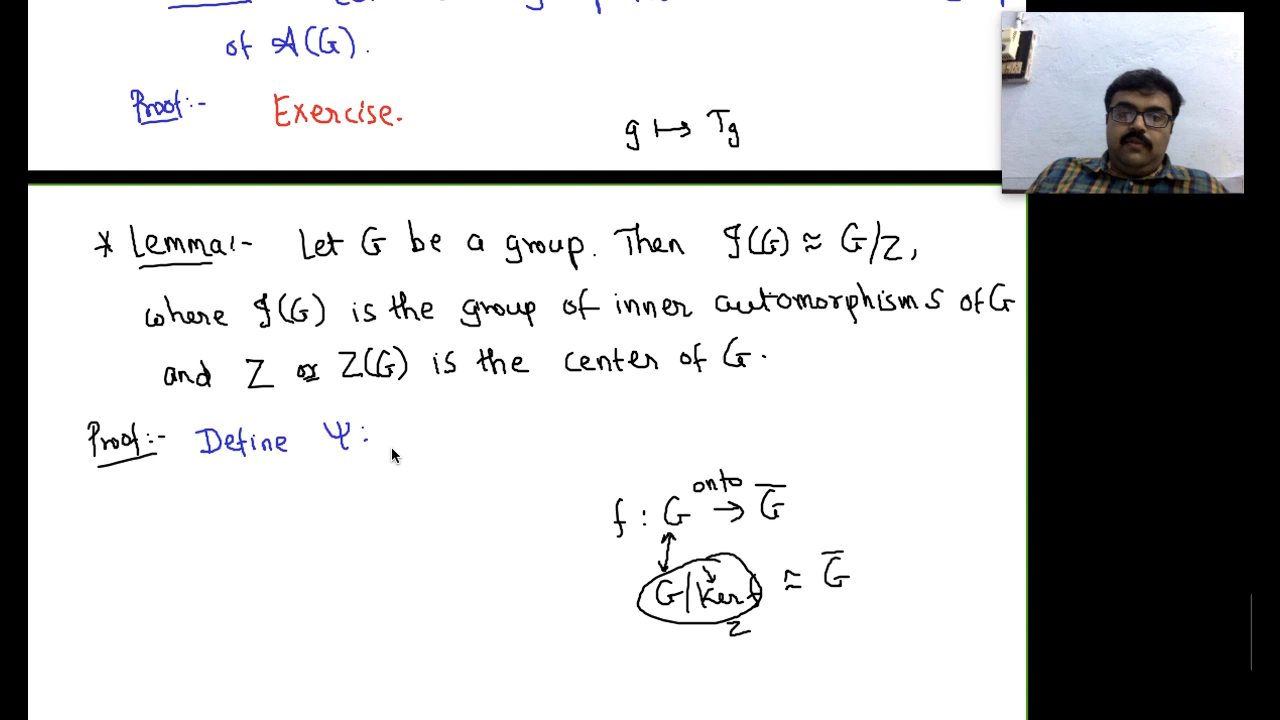 of A(G).
Proof:- Exercise.
g ↦ Tg
* Lemma:- Let G be a group. Then 𝓘(G) ≈ G/Z,
where 𝓘(G) is the group of inner automorphisms of G
and Z or Z(G) is the center of G.
Proof:- Define Ψ:
onto
f : G → G̅
G/Ker f ≈ G̅
Z